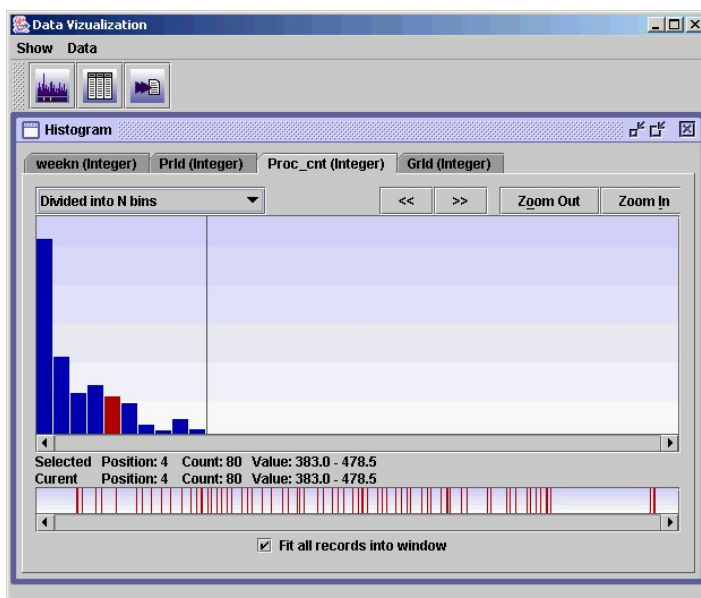 Data Vizualization
Show Data
Histogram
weekn (Integer) PrId (Integer) Proc_cnt (Integer) GrId (Integer)
Divided into N bins << >> Zoom Out Zoom In
Selected Position: 4 Count: 80 Value: 383.0 - 478.5
Curent Position: 4 Count: 80 Value: 383.0 - 478.5
Fit all records into window